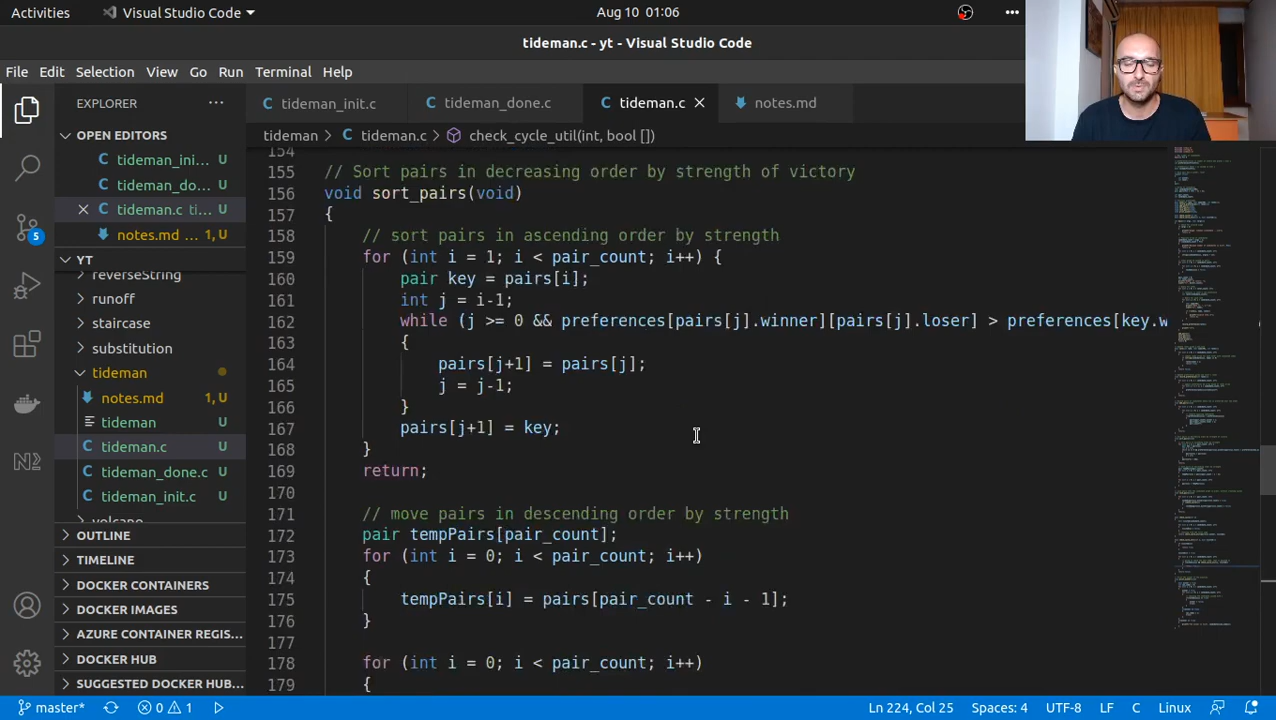 Activities
Visual Studio Code
Aug 10 01:06
tideman.c - yt - Visual Studio Code
File Edit Selection View Go Run Terminal Help
EXPLORER
tideman_init.c
tideman_done.c
tideman.c
notes.md
tideman
tideman.c
check_cycle_util(int, bool [])
OPEN EDITORS
tideman_ini... U
tideman_do... U
tideman.c ti... U
notes.md ... 1, U
YT
reverseString
runoff
staircase
substitution
tideman
notes.md 1, U
tideman U
tideman.c U
tideman_done.c U
tideman_init.c U
volcano
OUTLINE
TIMELINE
DOCKER CONTAINERS
DOCKER IMAGES
AZURE CONTAINER REGIS...
DOCKER HUB
SUGGESTED DOCKER HUB...
5
154
155 // Sort pairs in decreasing order by strength of victory
156 void sort_pairs(void)
157 {
158 // sort pairs in ascending order by strength
159 for (int i = 1; i < pair_count; i++) {
160 pair key = pairs[i];
161 int j = i-1;
162 while (j >= 0 && preferences[pairs[j].winner][pairs[j].loser] > preferences[key.w
163 {
164 pairs[j+1] = pairs[j];
165 j = j-1;
166 }
167 pairs[j+1] = key;
168 }
169 return;
170
171 // move pairs in descending order by strength
172 pair tempPairs[pair_count];
173 for (int i = 0; i < pair_count; i++)
174 {
175 tempPairs[i] = pairs[pair_count - i - 1];
176 }
177
178 for (int i = 0; i < pair_count; i++)
179 {
master*
0 1
Ln 224, Col 25
Spaces: 4
UTF-8
LF
C
Linux